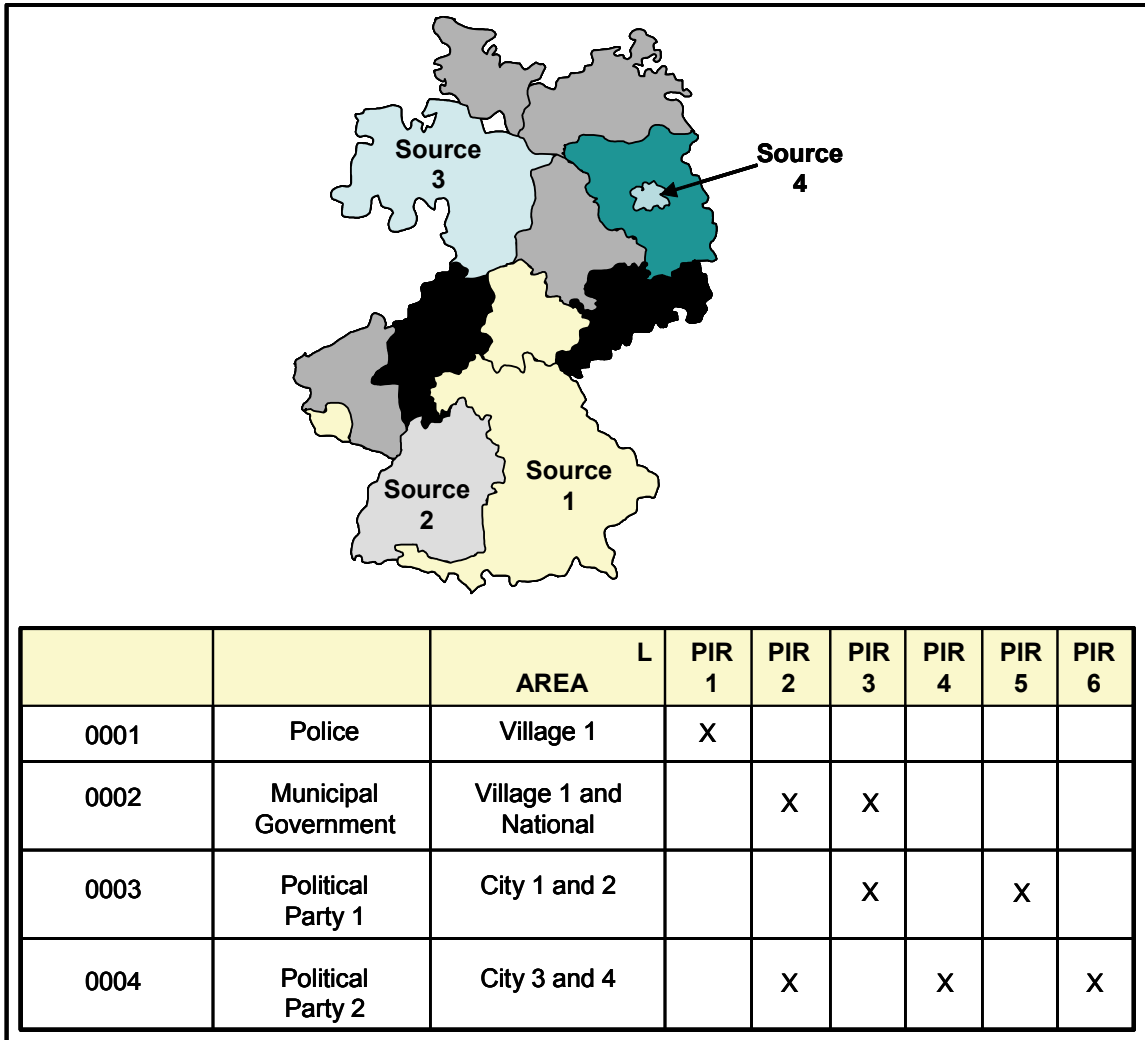 Source
3
Source
4
Source
1
Source
2
L
AREA
PIR
1
PIR
2
PIR
3
PIR
4
PIR
5
PIR
6
0001
Police
Village 1
X
0002
Municipal
Government
Village 1 and
National
X
X
0003
Political
Party 1
City 1 and 2
X
X
0004
Political
Party 2
City 3 and 4
X
X
X